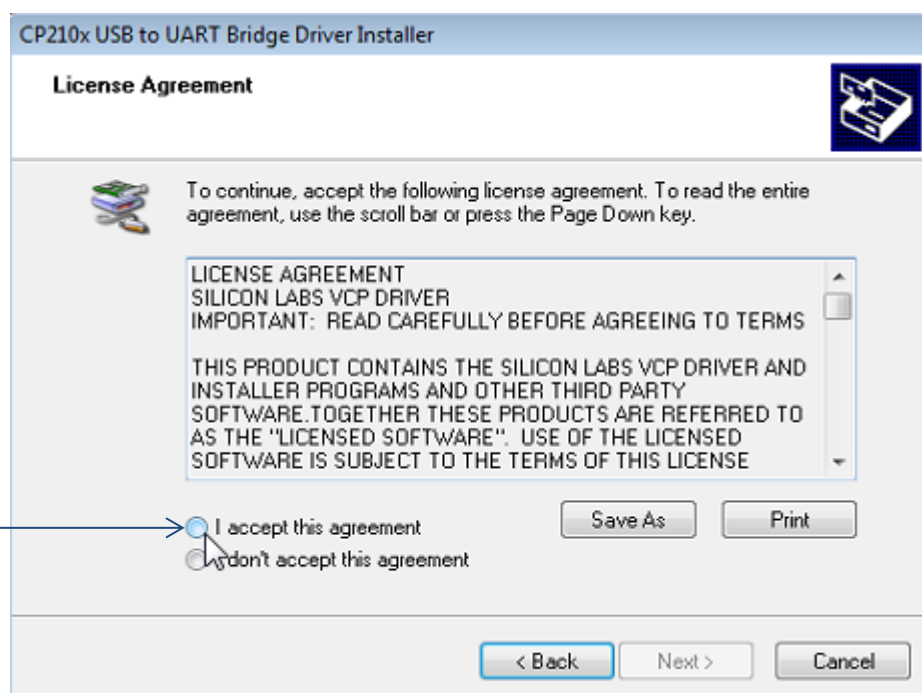 CP210x USB to UART Bridge Driver Installer
License Agreement
To continue, accept the following license agreement. To read the entire
agreement, use the scroll bar or press the Page Down key.
LICENSE AGREEMENT
SILICON LABS VCP DRIVER
IMPORTANT:  READ CAREFULLY BEFORE AGREEING TO TERMS
THIS PRODUCT CONTAINS THE SILICON LABS VCP DRIVER AND
INSTALLER PROGRAMS AND OTHER THIRD PARTY
SOFTWARE.TOGETHER THESE PRODUCTS ARE REFERRED TO
AS THE "LICENSED SOFTWARE".  USE OF THE LICENSED
SOFTWARE IS SUBJECT TO THE TERMS OF THIS LICENSE
I accept this agreement
Save As
Print
don't accept this agreement
< Back
Next >
Cancel